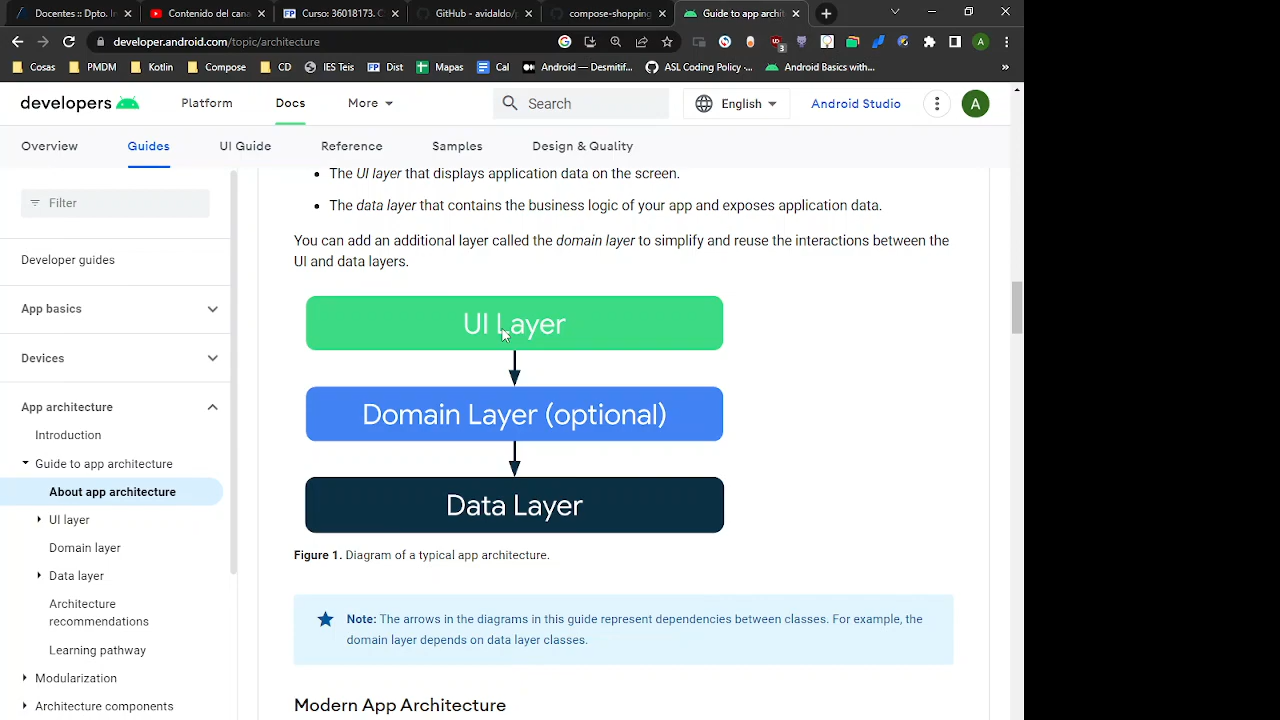 Docentes :: Dpto. In
Contenido del cana
Curso: 36018173. C
GitHub - avidaldo/p
compose-shopping
Guide to app archit
developer.android.com/topic/architecture
3
A
Cosas
PMDM
Kotlin
Compose
CD
IES Teis
Dist
Mapas
Cal
Android — Desmitif...
ASL Coding Policy -...
Android Basics with...
»
developers
Platform
Docs
More
Search
English
Android Studio
A
Overview
Guides
UI Guide
Reference
Samples
Design & Quality
Filter
Developer guides
App basics
Devices
App architecture
Introduction
Guide to app architecture
About app architecture
UI layer
Domain layer
Data layer
Architecture
recommendations
Learning pathway
Modularization
Architecture components
• The UI layer that displays application data on the screen.
• The data layer that contains the business logic of your app and exposes application data.
You can add an additional layer called the domain layer to simplify and reuse the interactions between the
UI and data layers.
UI Layer
Domain Layer (optional)
Data Layer
Figure 1. Diagram of a typical app architecture.
Note: The arrows in the diagrams in this guide represent dependencies between classes. For example, the
domain layer depends on data layer classes.
Modern App Architecture